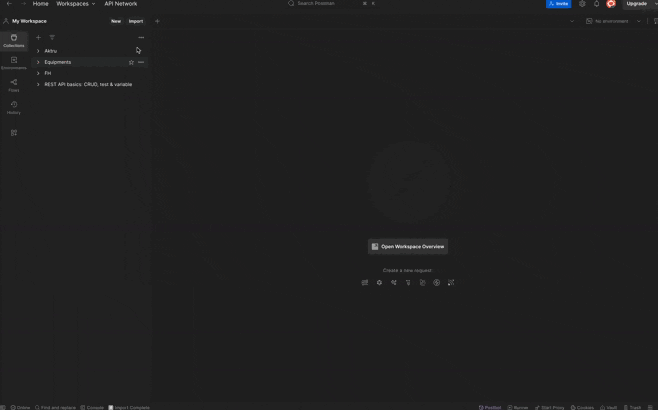 Home Workspaces API Network Search Postman ⌘ K Invite Upgrade
My Workspace New Import No environment
Collections
Environments
Flows
History
Aktru
Equipments
REST API basics: CRUD, test & variable
Open Workspace Overview
Create a new request:
Online Find and replace Console Import Complete
Postbot Runner Start Proxy Cookies Vault Trash